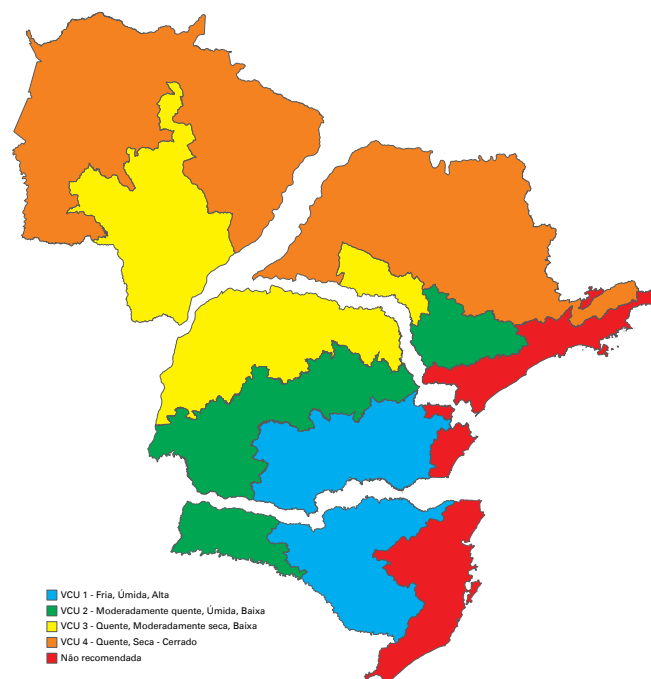 VCU 1 - Fria, Úmida, Alta
VCU 2 - Moderadamente quente, Úmida, Baixa
VCU 3 - Quente, Moderadamente seca, Baixa
VCU 4 - Quente, Seca - Cerrado
Não recomendada